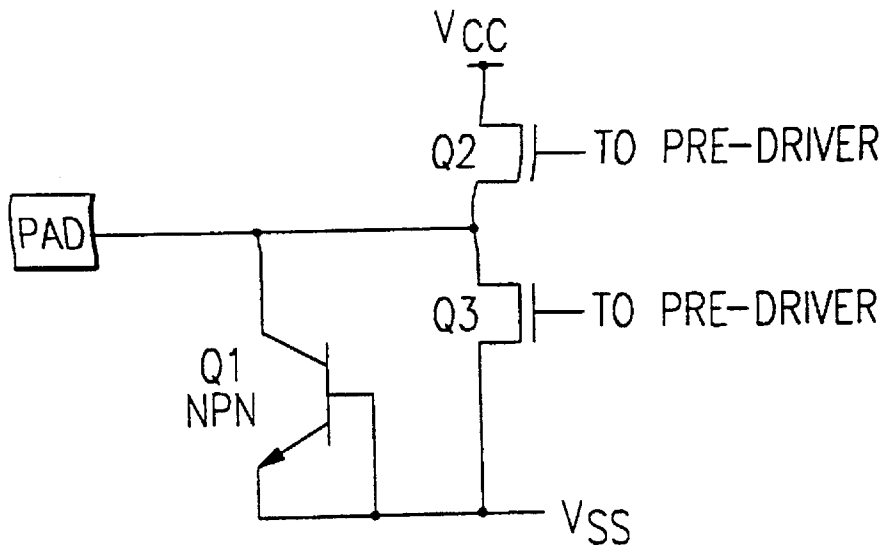 VCC
Q2
TO PRE-DRIVER
PAD
Q3
TO PRE-DRIVER
Q1
NPN
VSS